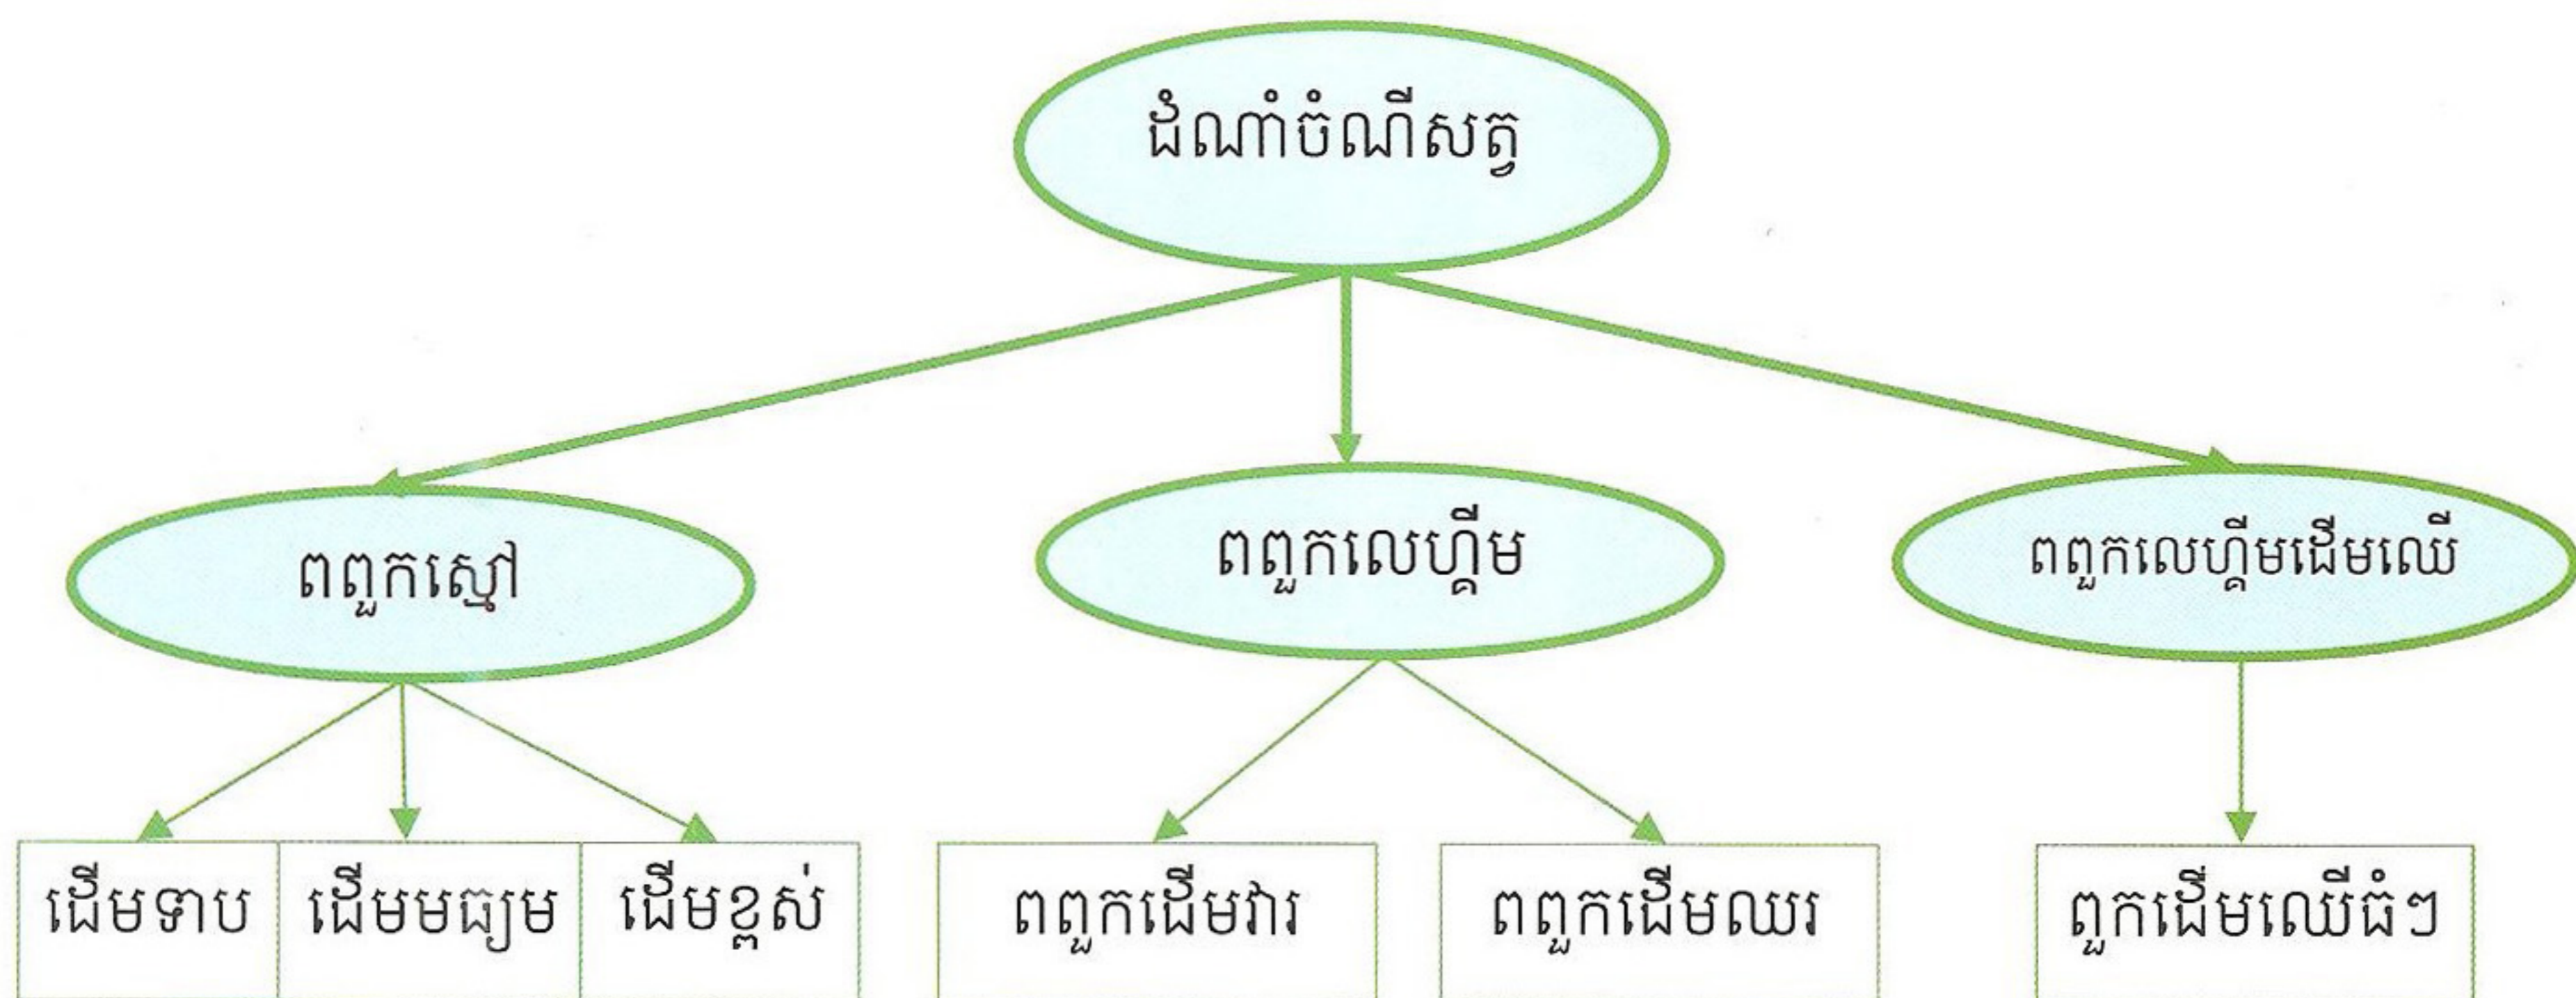 ដំណាំចំណីសត្វ
ពពួកស្មៅ
ពពួកលេហ្គីម
ពពួកលេហ្គីមដើមឈើ
ដើមទាប
ដើមមធ្យម
ដើមខ្ពស់
ពពួកដើមវារ
ពពួកដើមឈរ
ពួកដើមឈើធំៗ